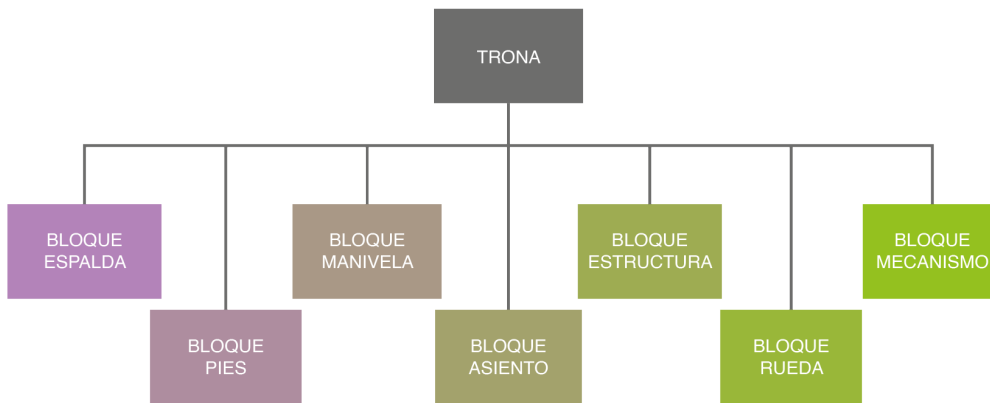 TRONA
BLOQUE
ESPALDA
BLOQUE
MANIVELA
BLOQUE
ESTRUCTURA
BLOQUE
MECANISMO
BLOQUE
PIES
BLOQUE
ASIENTO
BLOQUE
RUEDA